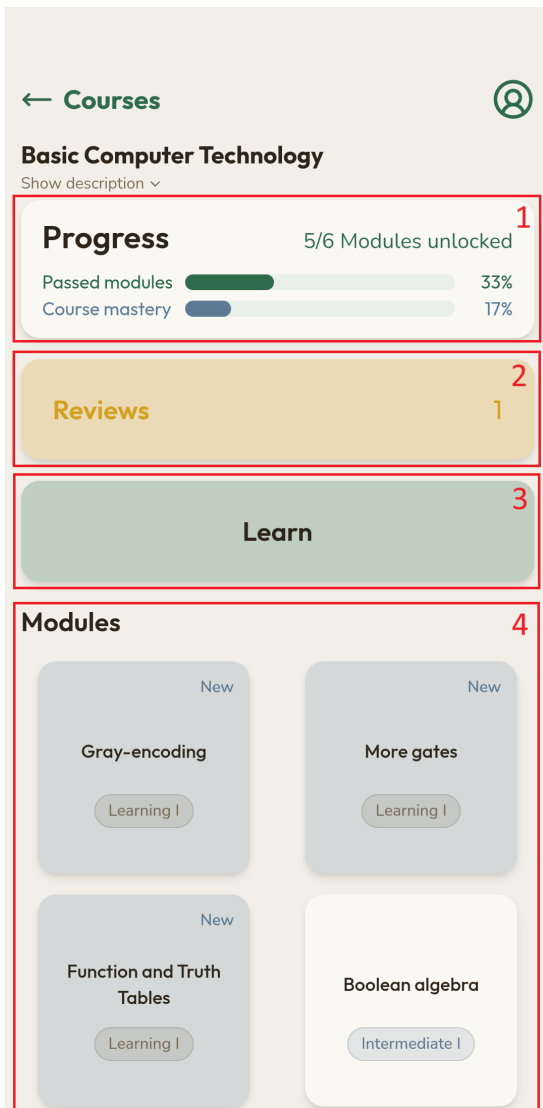 ← Courses
Basic Computer Technology
Show description
1
Progress 5/6 Modules unlocked
Passed modules 33%
Course mastery 17%
2
Reviews 1
3
Learn
Modules 4
New New
Gray-encoding More gates
Learning I Learning I
New
Function and Truth
Tables
Boolean algebra
Learning I Intermediate I